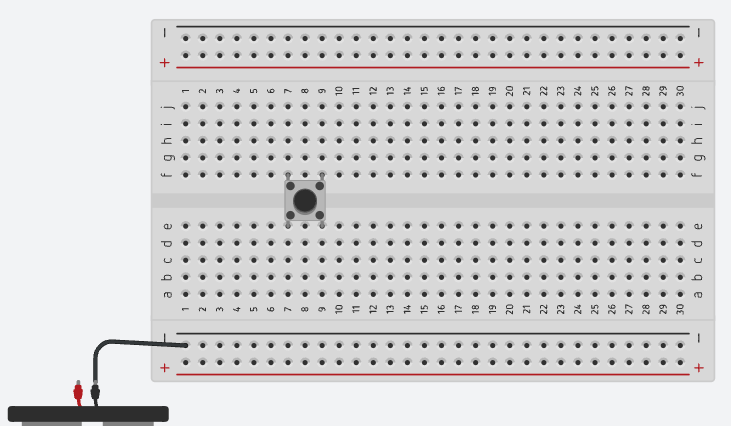 − −
+ +
1 2 3 4 5 6 7 8 9 10 11 12 13 14 15 16 17 18 19 20 21 22 23 24 25 26 27 28 29 30
j j
i i
h h
g g
f f
e e
d d
c c
b b
a a
1 2 3 4 5 6 7 8 9 10 11 12 13 14 15 16 17 18 19 20 21 22 23 24 25 26 27 28 29 30
− −
+ +